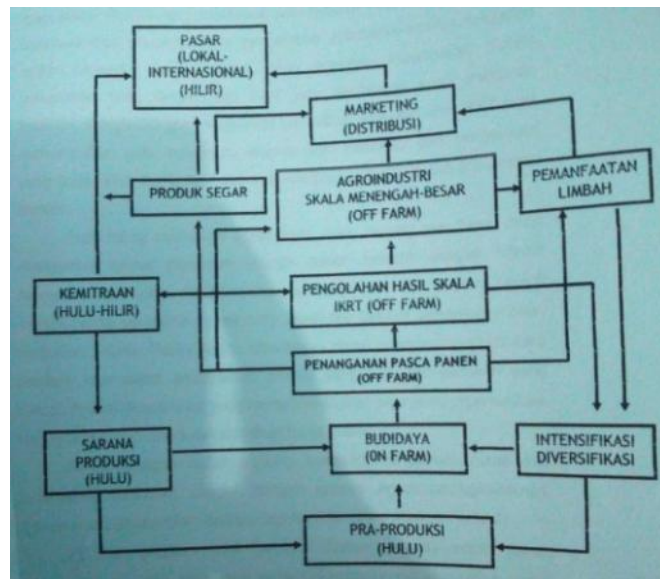 PASAR
(LOKAL-
INTERNASIONAL)
(HILIR)
MARKETING
(DISTRIBUSI)
PRODUK SEGAR
AGROINDUSTRI
SKALA MENENGAH-BESAR
(OFF FARM)
PEMANFAATAN
LIMBAH
KEMITRAAN
(HULU-HILIR)
PENGOLAHAN HASIL SKALA
IKRT (OFF FARM)
PENANGANAN PASCA PANEN
(OFF FARM)
SARANA
PRODUKSI
(HULU)
BUDIDAYA
(0N FARM)
INTENSIFIKASI
DIVERSIFIKASI
PRA-PRODUKSI
(HULU)